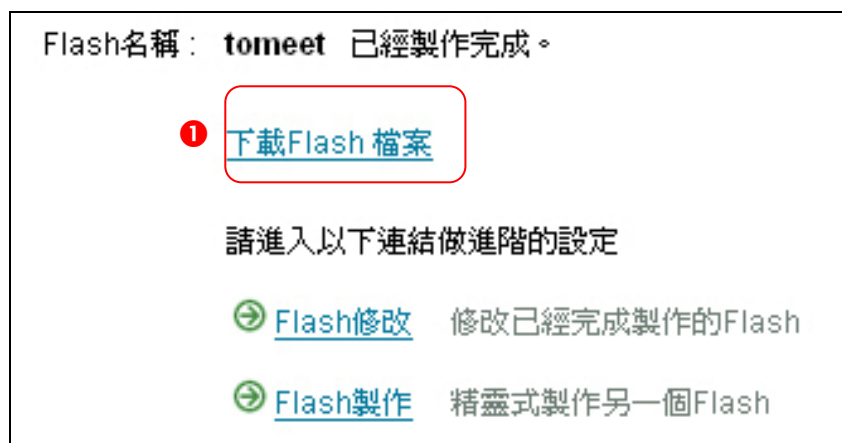 Flash名稱： tomeet 已經製作完成。
1 下載Flash 檔案
請進入以下連結做進階的設定
Flash修改 修改已經完成製作的Flash
Flash製作 精靈式製作另一個Flash